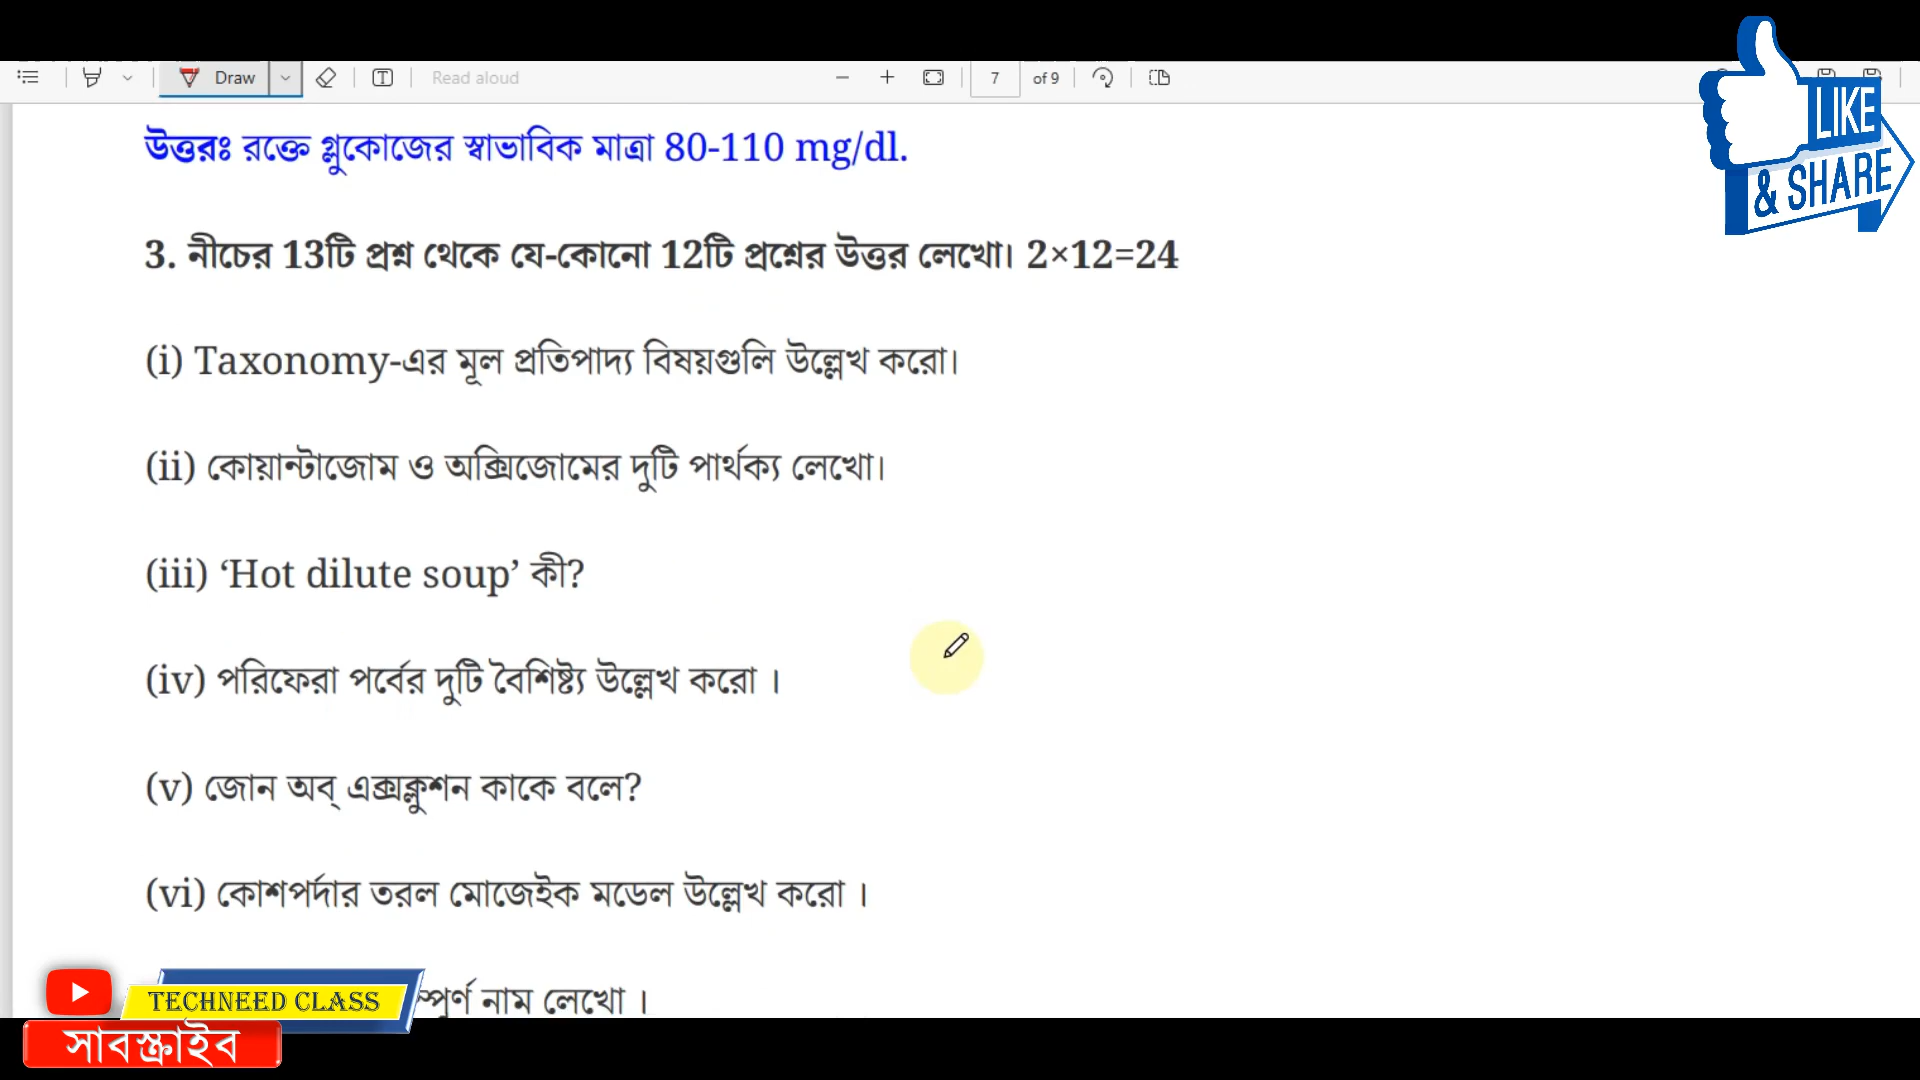 Draw
Read aloud
7 of 9
LIKE
& SHARE
উত্তরঃ রক্তে গ্লুকোজের স্বাভাবিক মাত্রা 80-110 mg/dl.
3. নীচের 13টি প্রশ্ন থেকে যে-কোনো 12টি প্রশ্নের উত্তর লেখো। 2×12=24
(i) Taxonomy-এর মূল প্রতিপাদ্য বিষয়গুলি উল্লেখ করো।
(ii) কোয়ান্টাজোম ও অক্সিজোমের দুটি পার্থক্য লেখো।
(iii) ‘Hot dilute soup’ কী?
(iv) পরিফেরা পর্বের দুটি বৈশিষ্ট্য উল্লেখ করো ।
(v) জোন অব্ এক্সক্লুশন কাকে বলে?
(vi) কোশপর্দার তরল মোজেইক মডেল উল্লেখ করো ।
নাম লেখো ।
TECHNEED CLASS
সাবস্ক্রাইব